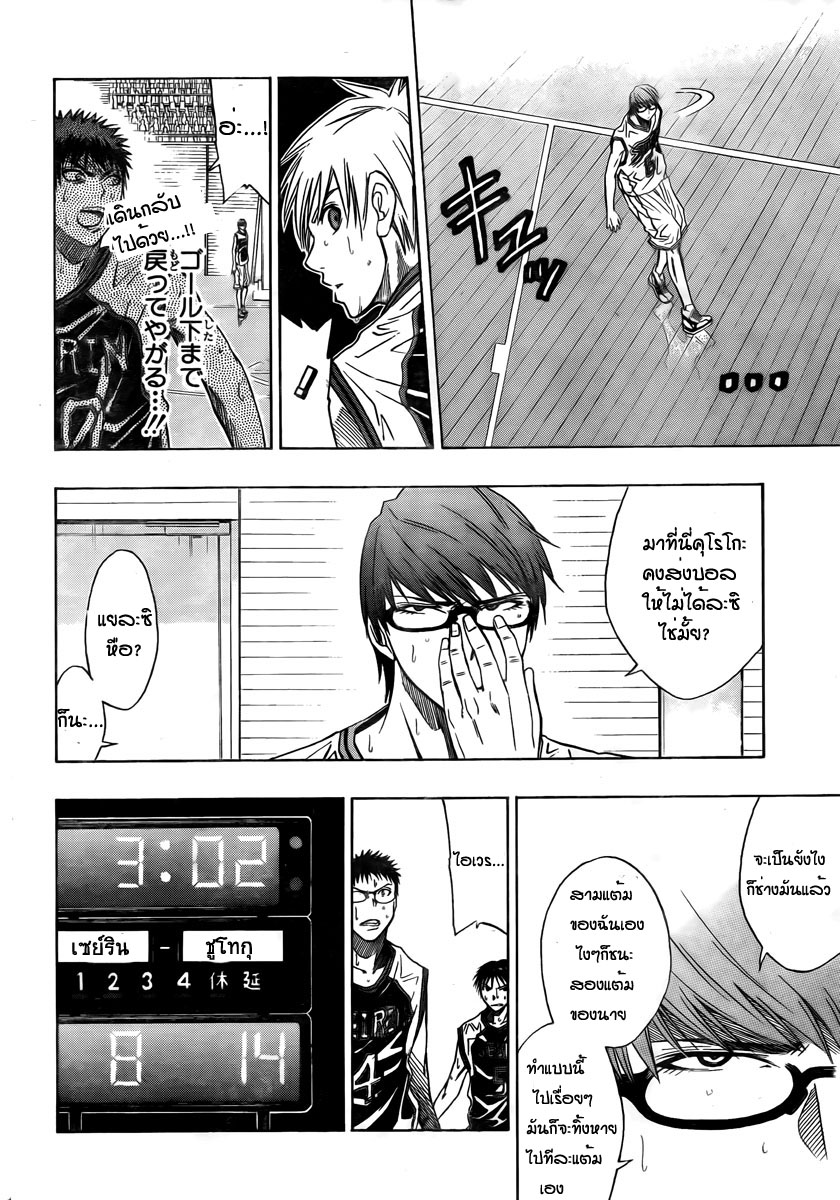 キュッ
!
อ่ะ...!
เดินกลับ
ไปด้วย...!!
ゴール下まで
した
戻ってやがる…!!
もど
มาที่นี่คุโรโกะ
คงส่งบอล
ให้ไม่ได้ละซิ
ไช่มั้ย?
แยละซิ
หือ?
ก็นะ...
จะเป็นยังไง
ก็ช่างมันแล้ว
สามแต้ม
ของฉันเอง
ไงๆก็ชนะ
สองแต้ม
ของนาย
ทำแบบนี้
ไปเรื่อยๆ
มันก็จะทิ้งห่าย
ไปทีละแต้ม
เอง
ไอเวร...
4
3:02
เซย์ริน - ชูโทกุ
1 2 3 4 休 延
8 14